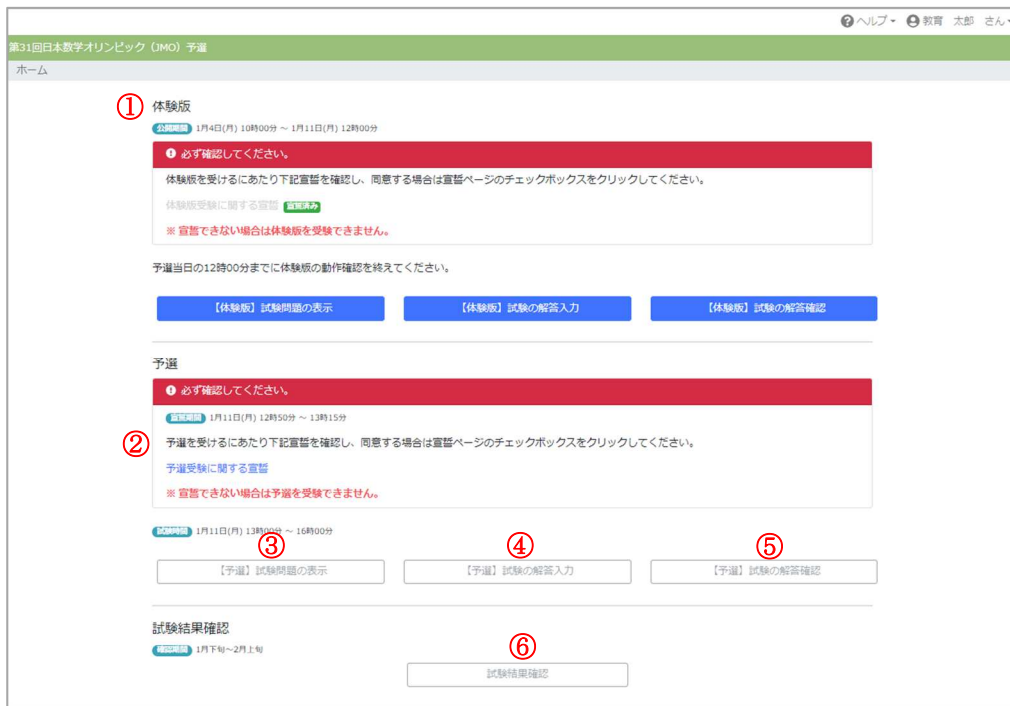 ヘルプ 教育 太郎 さん
第31回日本数学オリンピック（JMO）予選
ホーム
① 体験版
公開期間 1月4日(月) 10時00分 ～ 1月11日(月) 12時00分
必ず確認してください。
体験版を受けるにあたり下記宣誓を確認し、同意する場合は宣誓ページのチェックボックスをクリックしてください。
体験版受験に関する宣誓 宣誓済み
※ 宣誓できない場合は体験版を受験できません。
予選当日の12時00分までに体験版の動作確認を終えてください。
【体験版】試験問題の表示 【体験版】試験の解答入力 【体験版】試験の解答確認
予選
必ず確認してください。
宣誓期間 1月11日(月) 12時50分 ～ 13時15分
② 予選を受けるにあたり下記宣誓を確認し、同意する場合は宣誓ページのチェックボックスをクリックしてください。
予選受験に関する宣誓
※ 宣誓できない場合は予選を受験できません。
試験時間 1月11日(月) 13時00分 ～ 16時00分
③ ④ ⑤
【予選】試験問題の表示 【予選】試験の解答入力 【予選】試験の解答確認
試験結果確認
確認期間 1月下旬～2月上旬
⑥
試験結果確認